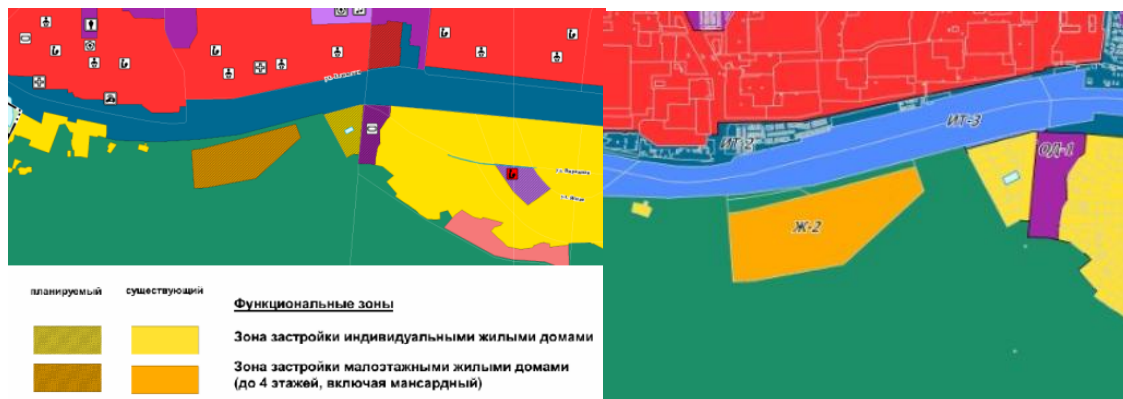 ИТ-3
ИТ-2
ОД-1
Ж-2
планируемый существующий
Функциональные зоны
Зона застройки индивидуальными жилыми домами
Зона застройки малоэтажными жилыми домами
(до 4 этажей, включая мансардный)